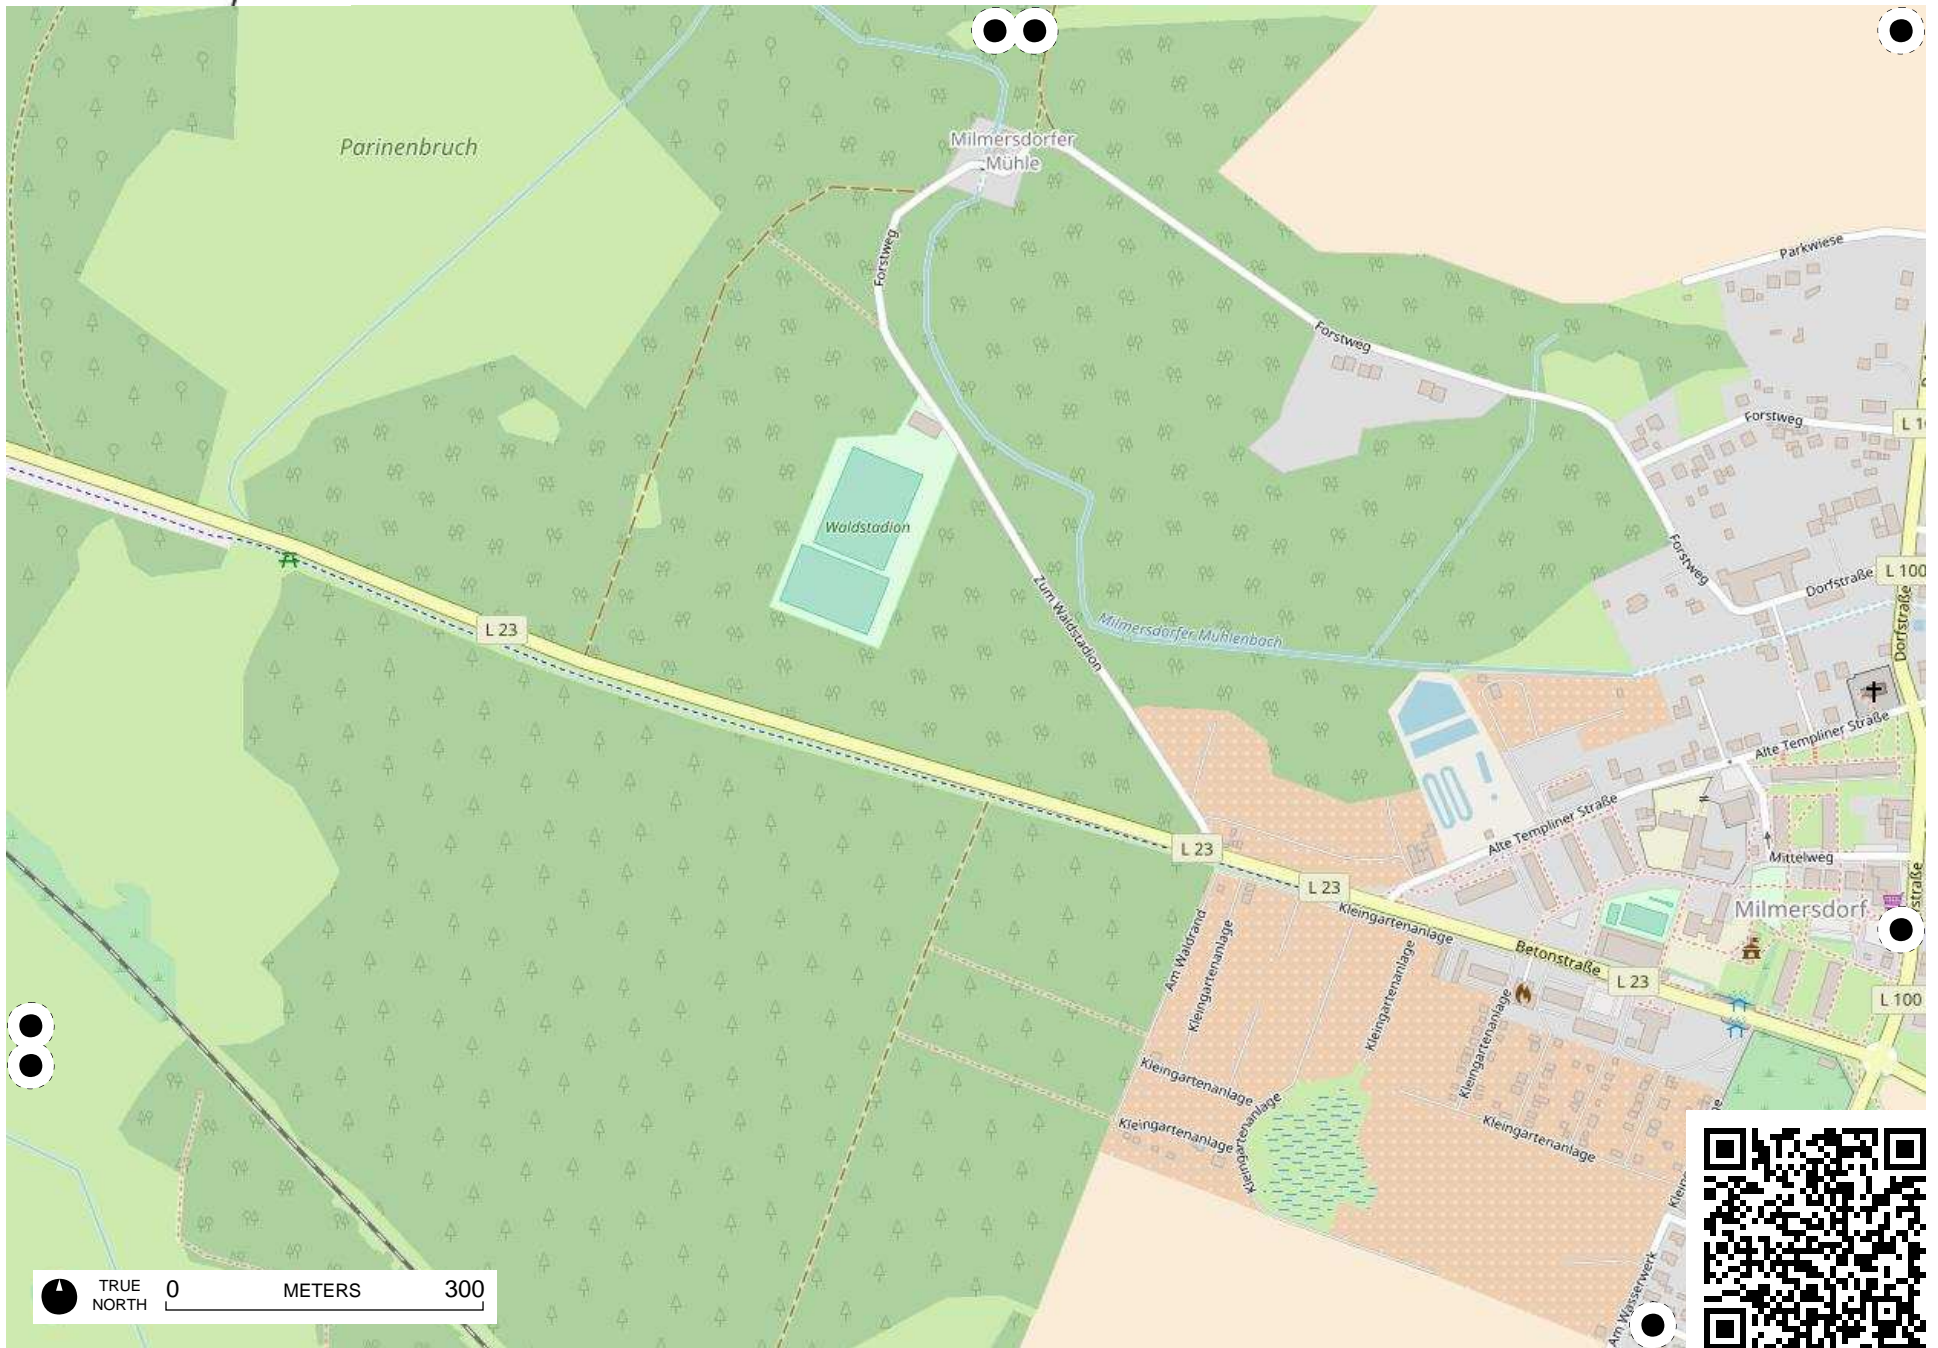 Milmersdorfer
Mühle
Parinenbruch
Forstweg
Parkwiese
Forstweg
Forstweg
L 1
Waldstadion
Forstweg
L 100
Dorfstraße
Zum Waldstadion
Milmersdorfer Mühlenbach
Dorfstraße
L 23
Alte Templiner Straße
Alte Templiner Straße
L 23
Mittelweg
L 23
Kleingartenanlage
Milmersdorf
straße
Am Waldrand
Kleingartenanlage
Kleingartenanlage
Betonstraße
L 23
L 100
Kleingartenanlage
Kleingartenanlage
Kleingartenanlage
Kleingartenanlage
Kleingartenanlage
Am Wasserwerk
TRUE
NORTH
0 METERS 300